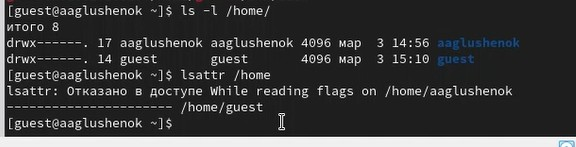 [guest@aaglushenok ~]$ ls -l /home/
итого 8
drwx------. 17 aaglushenok aaglushenok 4096 мар  3 14:56 aaglushenok
drwx------. 14 guest       guest       4096 мар  3 15:10 guest
[guest@aaglushenok ~]$ lsattr /home
lsattr: Отказано в доступе While reading flags on /home/aaglushenok
---------------------- /home/guest
[guest@aaglushenok ~]$